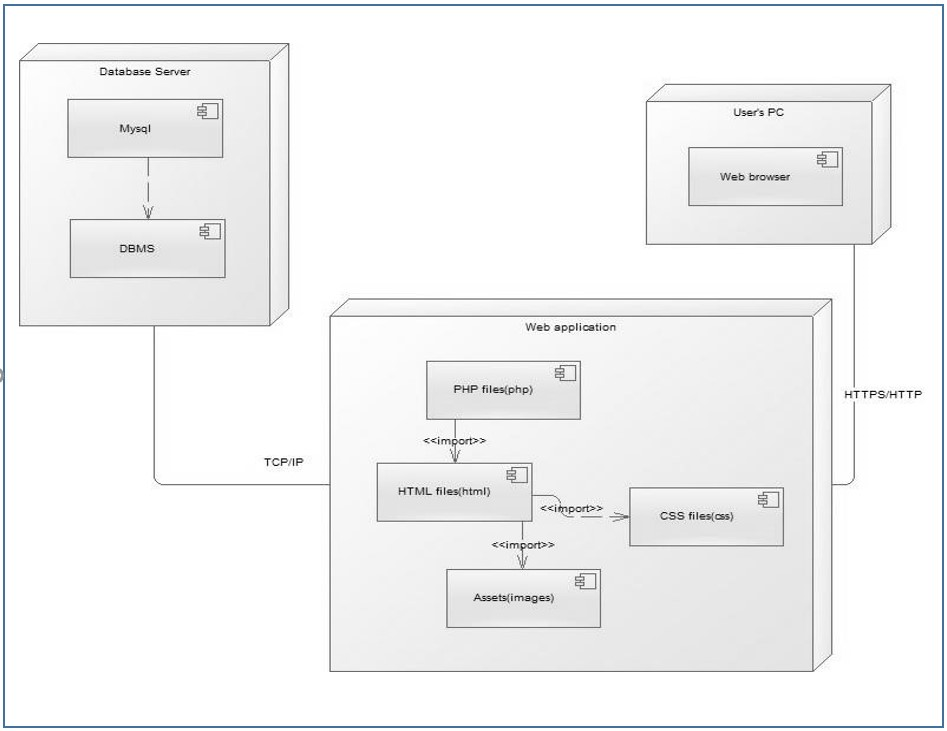 Database Server
Mysql
DBMS
User's PC
Web browser
Web application
PHP files(php)
<<import>>
HTML files(html)
<<import>>
CSS files(css)
<<import>>
Assets(images)
TCP/IP
HTTPS/HTTP